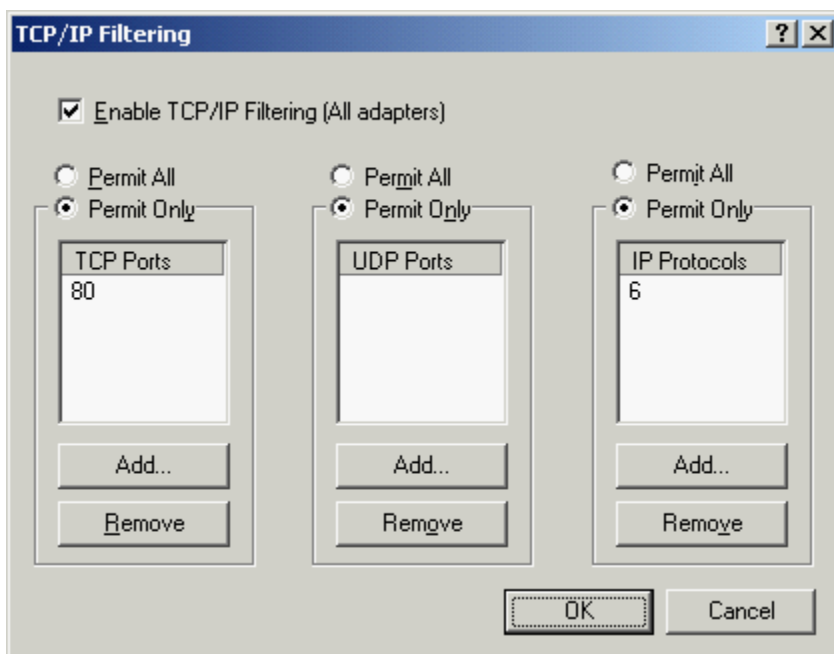 TCP/IP Filtering
Enable TCP/IP Filtering (All adapters)
Permit All
Permit Only
TCP Ports
80
Add...
Remove
Permit All
Permit Only
UDP Ports
Add...
Remove
Permit All
Permit Only
IP Protocols
6
Add...
Remove
OK
Cancel